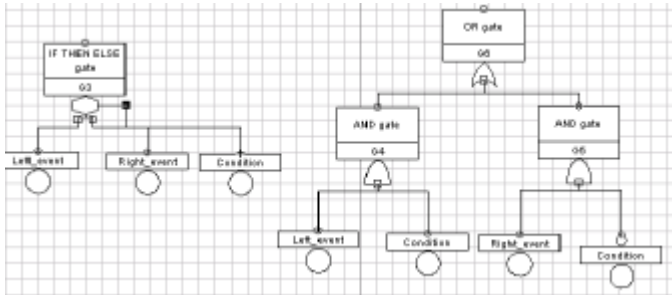 IF THEN ELSE
gate
G3
Left_event
Right_event
Condition
OR gate
G6
AND gate
G4
AND gate
G5
Left_event
Condition
Right_event
Condition